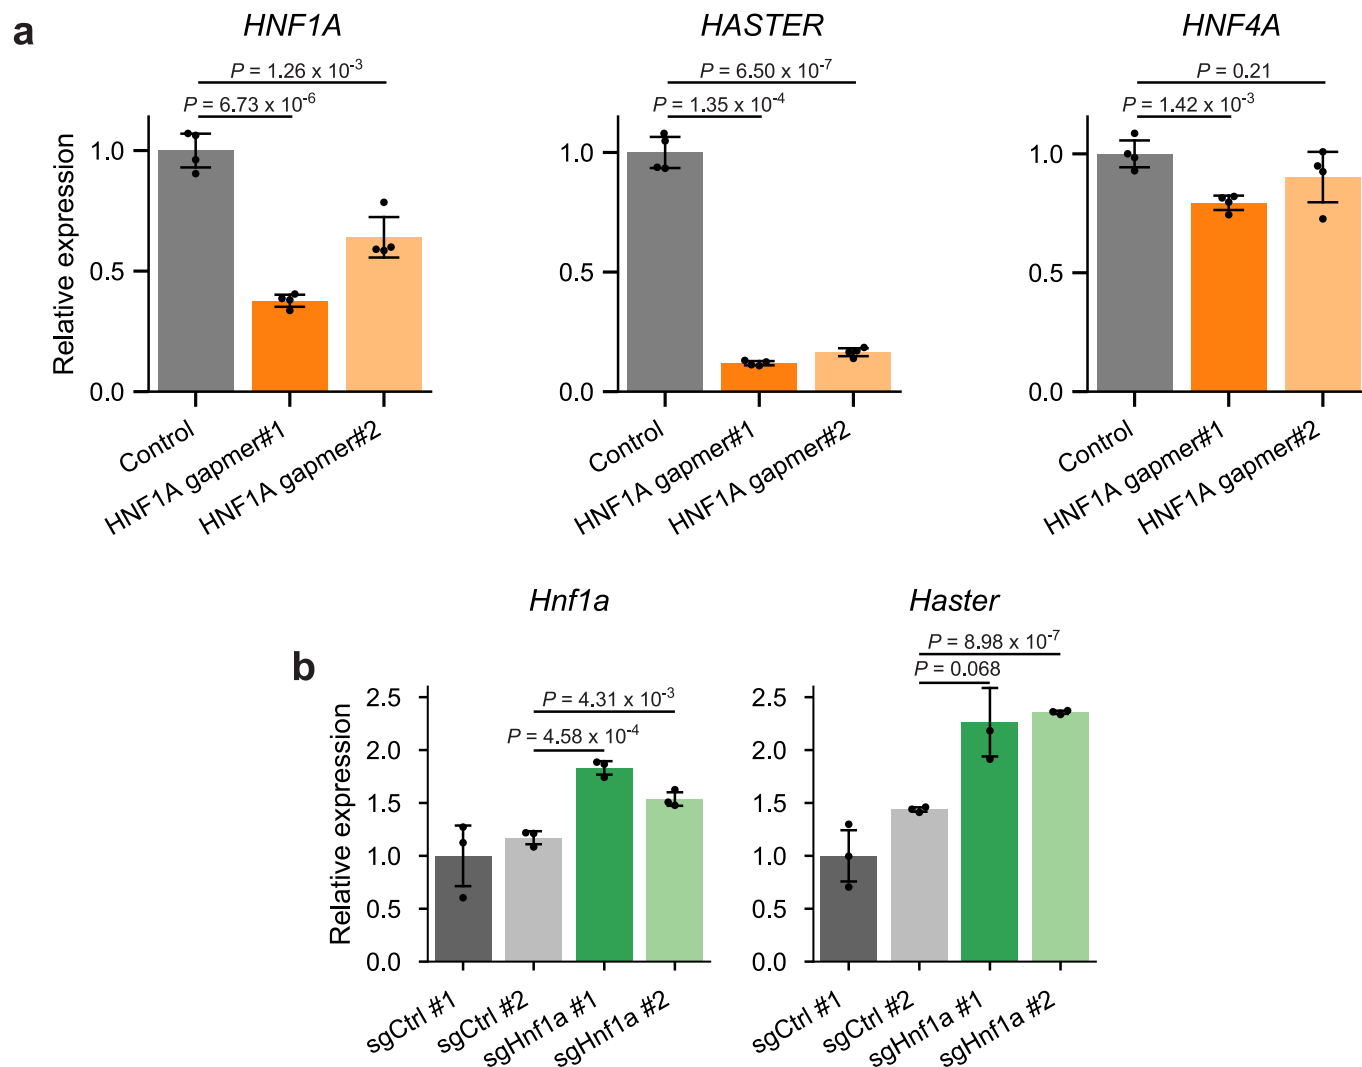 a
HNF1A
HASTER
HNF4A
P = 1.26 x 10-3
P = 6.73 x 10-6
P = 6.50 x 10-7
P = 1.35 x 10-4
P = 0.21
P = 1.42 x 10-3
Relative expression
1.0
0.5
0.0
Control
HNF1A gapmer#1
HNF1A gapmer#2
1.0
0.5
0.0
Control
HNF1A gapmer#1
HNF1A gapmer#2
1.0
0.5
0.0
Control
HNF1A gapmer#1
HNF1A gapmer#2
b
Hnf1a
Haster
P = 4.31 x 10-3
P = 4.58 x 10-4
P = 8.98 x 10-7
P = 0.068
Relative expression
2.5
2.0
1.5
1.0
0.5
0.0
sgCtrl #1
sgCtrl #2
sgHnf1a #1
sgHnf1a #2
2.5
2.0
1.5
1.0
0.5
0.0
sgCtrl #1
sgCtrl #2
sgHnf1a #1
sgHnf1a #2